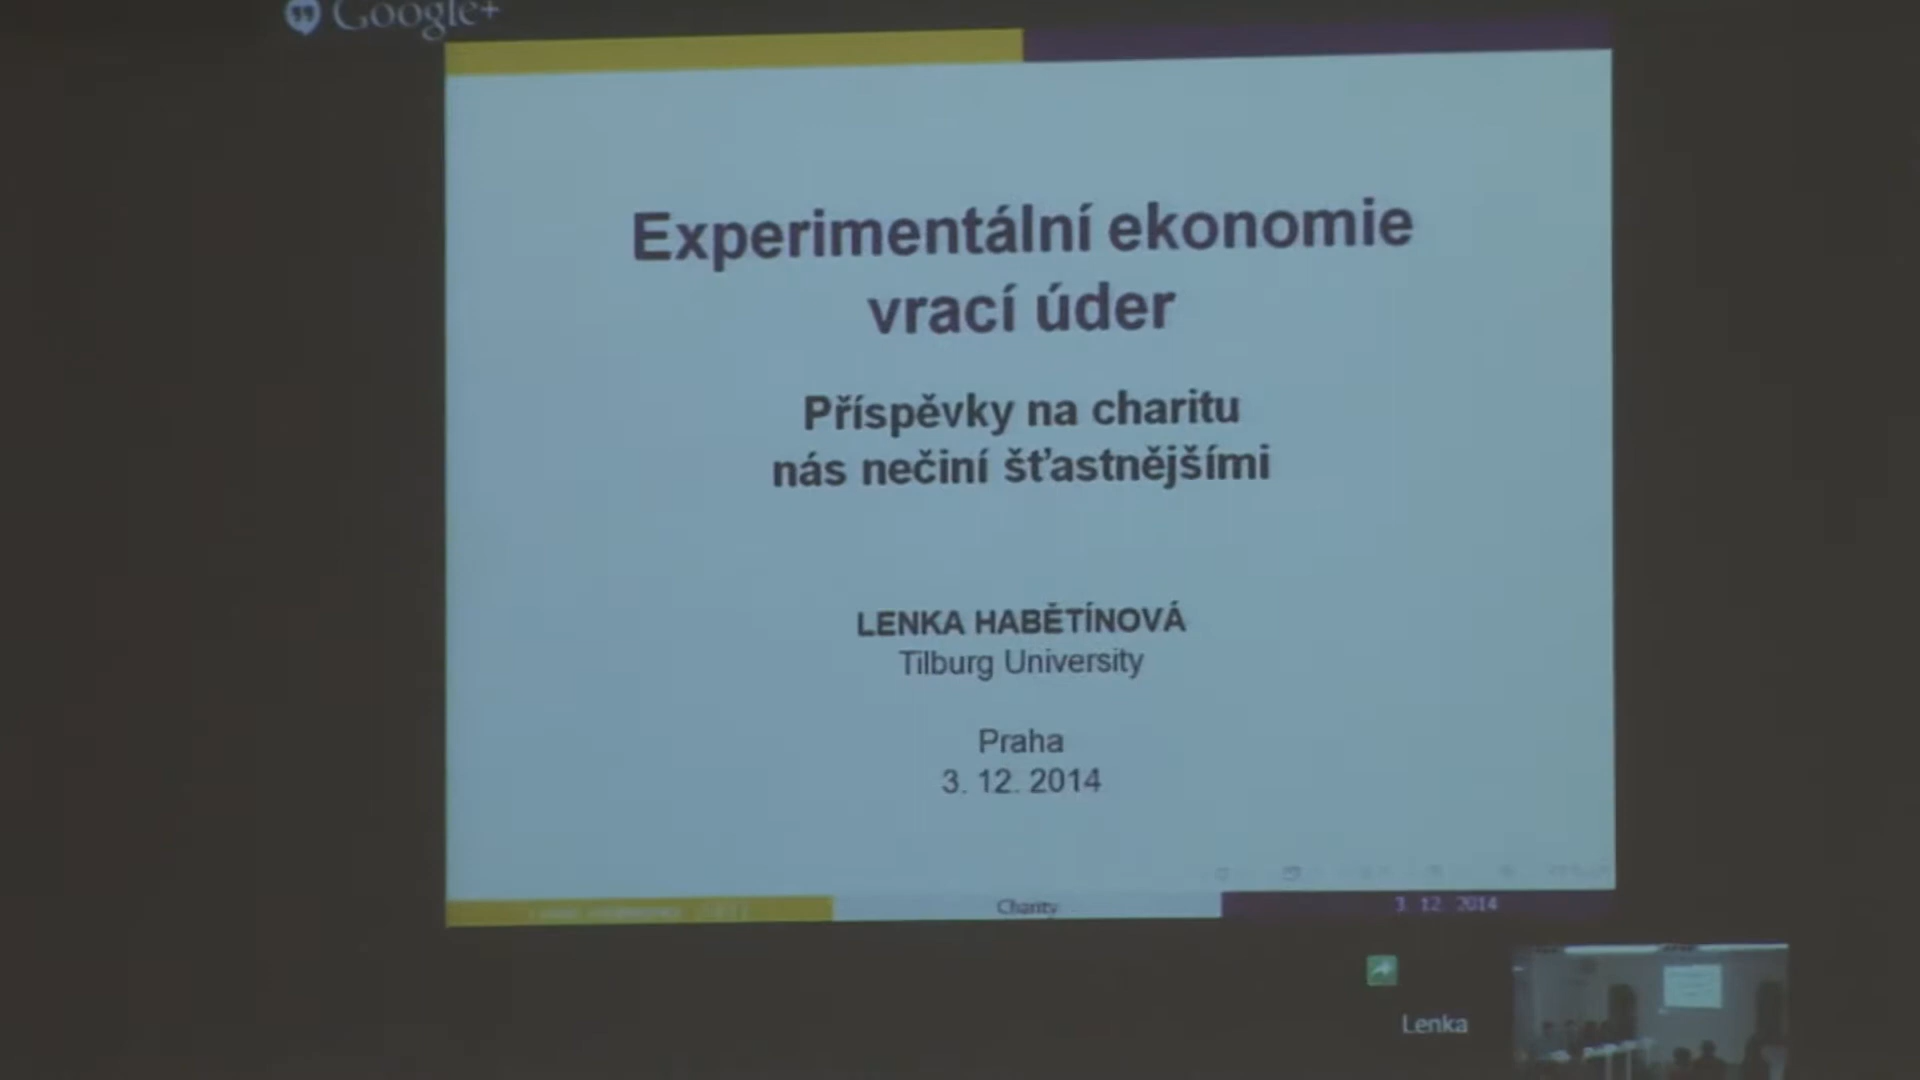 Google+
Experimentální ekonomie
vrací úder
Příspěvky na charitu
nás nečiní šťastnějšími
LENKA HABĚTÍNOVÁ
Tilburg University
Praha
3. 12. 2014
Charity
3. 12. 2014
Lenka